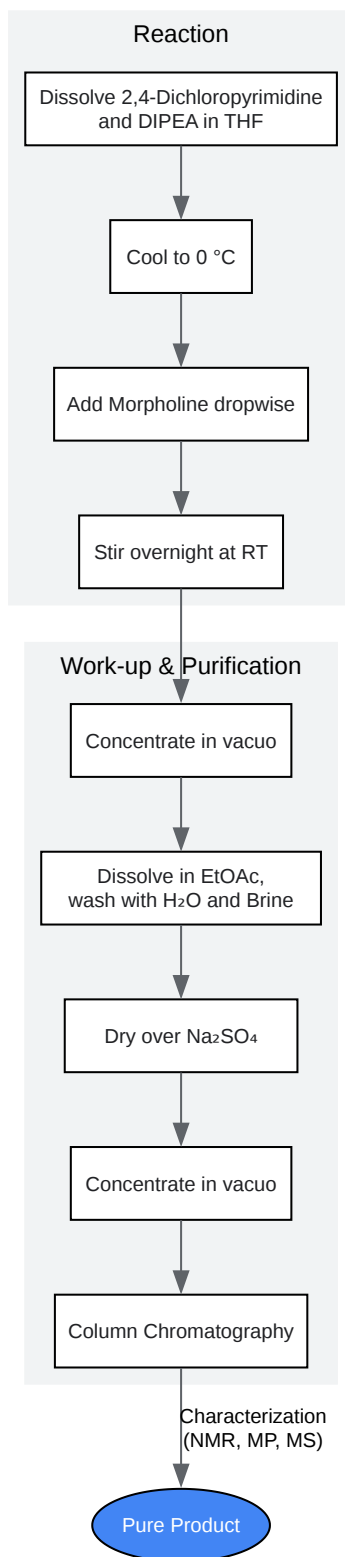 Reaction
Dissolve 2,4-Dichloropyrimidine
and DIPEA in THF
Cool to 0 °C
Add Morpholine dropwise
Stir overnight at RT
Work-up & Purification
Concentrate in vacuo
Dissolve in EtOAc,
wash with H₂O and Brine
Dry over Na₂SO₄
Concentrate in vacuo
Column Chromatography
Characterization
(NMR, MP, MS)
Pure Product